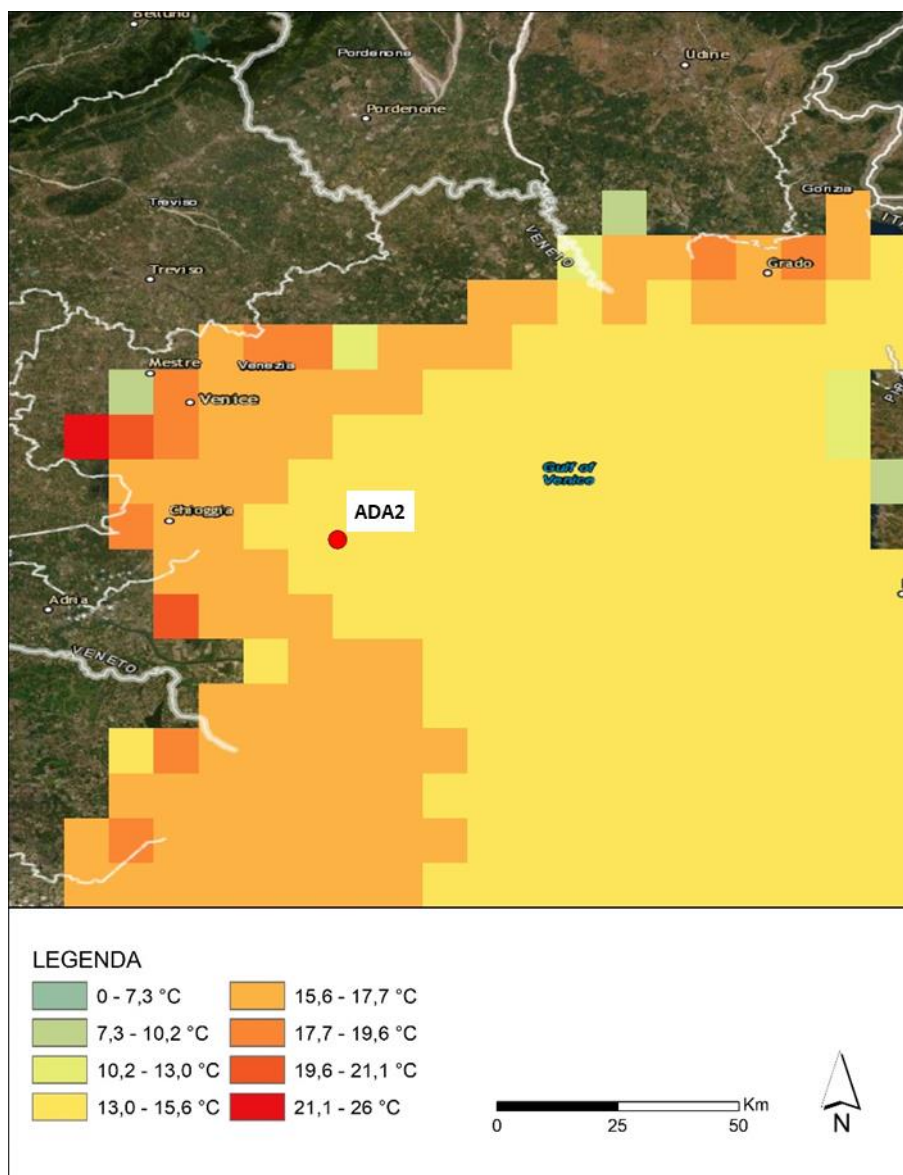 Belluno
Pordenone
Udine
Pordenone
Gorizia
Treviso
VENETO
Treviso
Grado
Mestre
Venezia
Venice
Gulf of
Venice
ADA2
Chioggia
Adria
VENETO
LEGENDA
0 - 7,3 °C
15,6 - 17,7 °C
7,3 - 10,2 °C
17,7 - 19,6 °C
10,2 - 13,0 °C
19,6 - 21,1 °C
13,0 - 15,6 °C
21,1 - 26 °C
Km
0
25
50
N